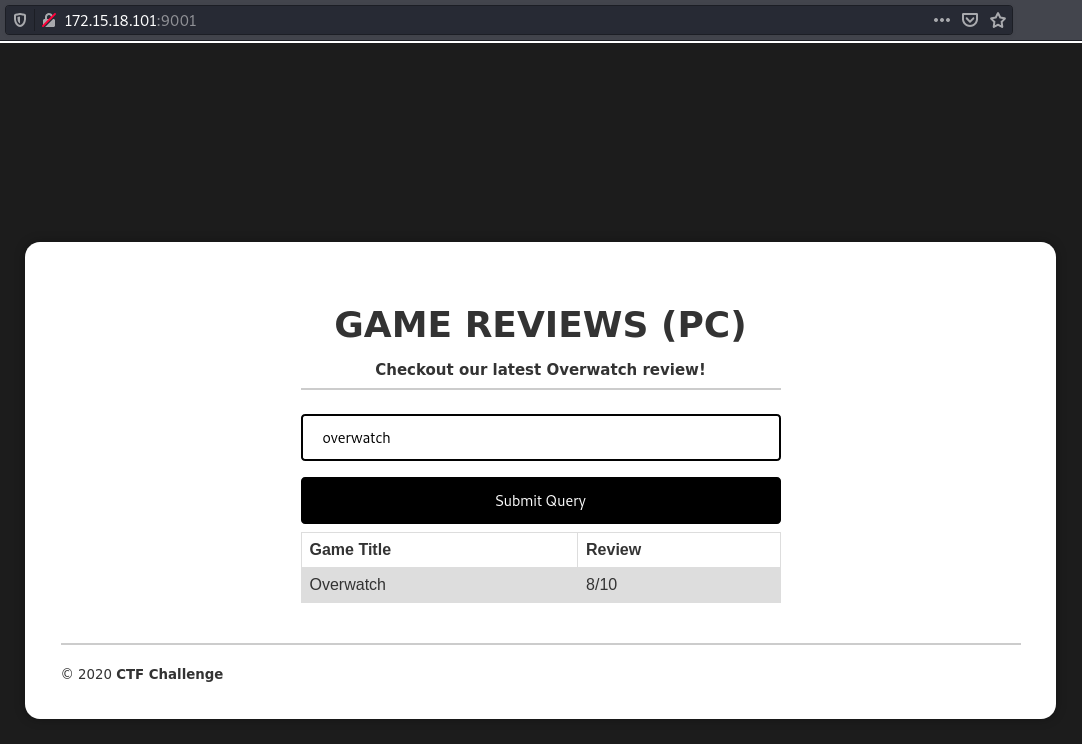 172.15.18.101:9001
GAME REVIEWS (PC)
Checkout our latest Overwatch review!
overwatch
Submit Query
Game Title Review
Overwatch 8/10
© 2020 CTF Challenge